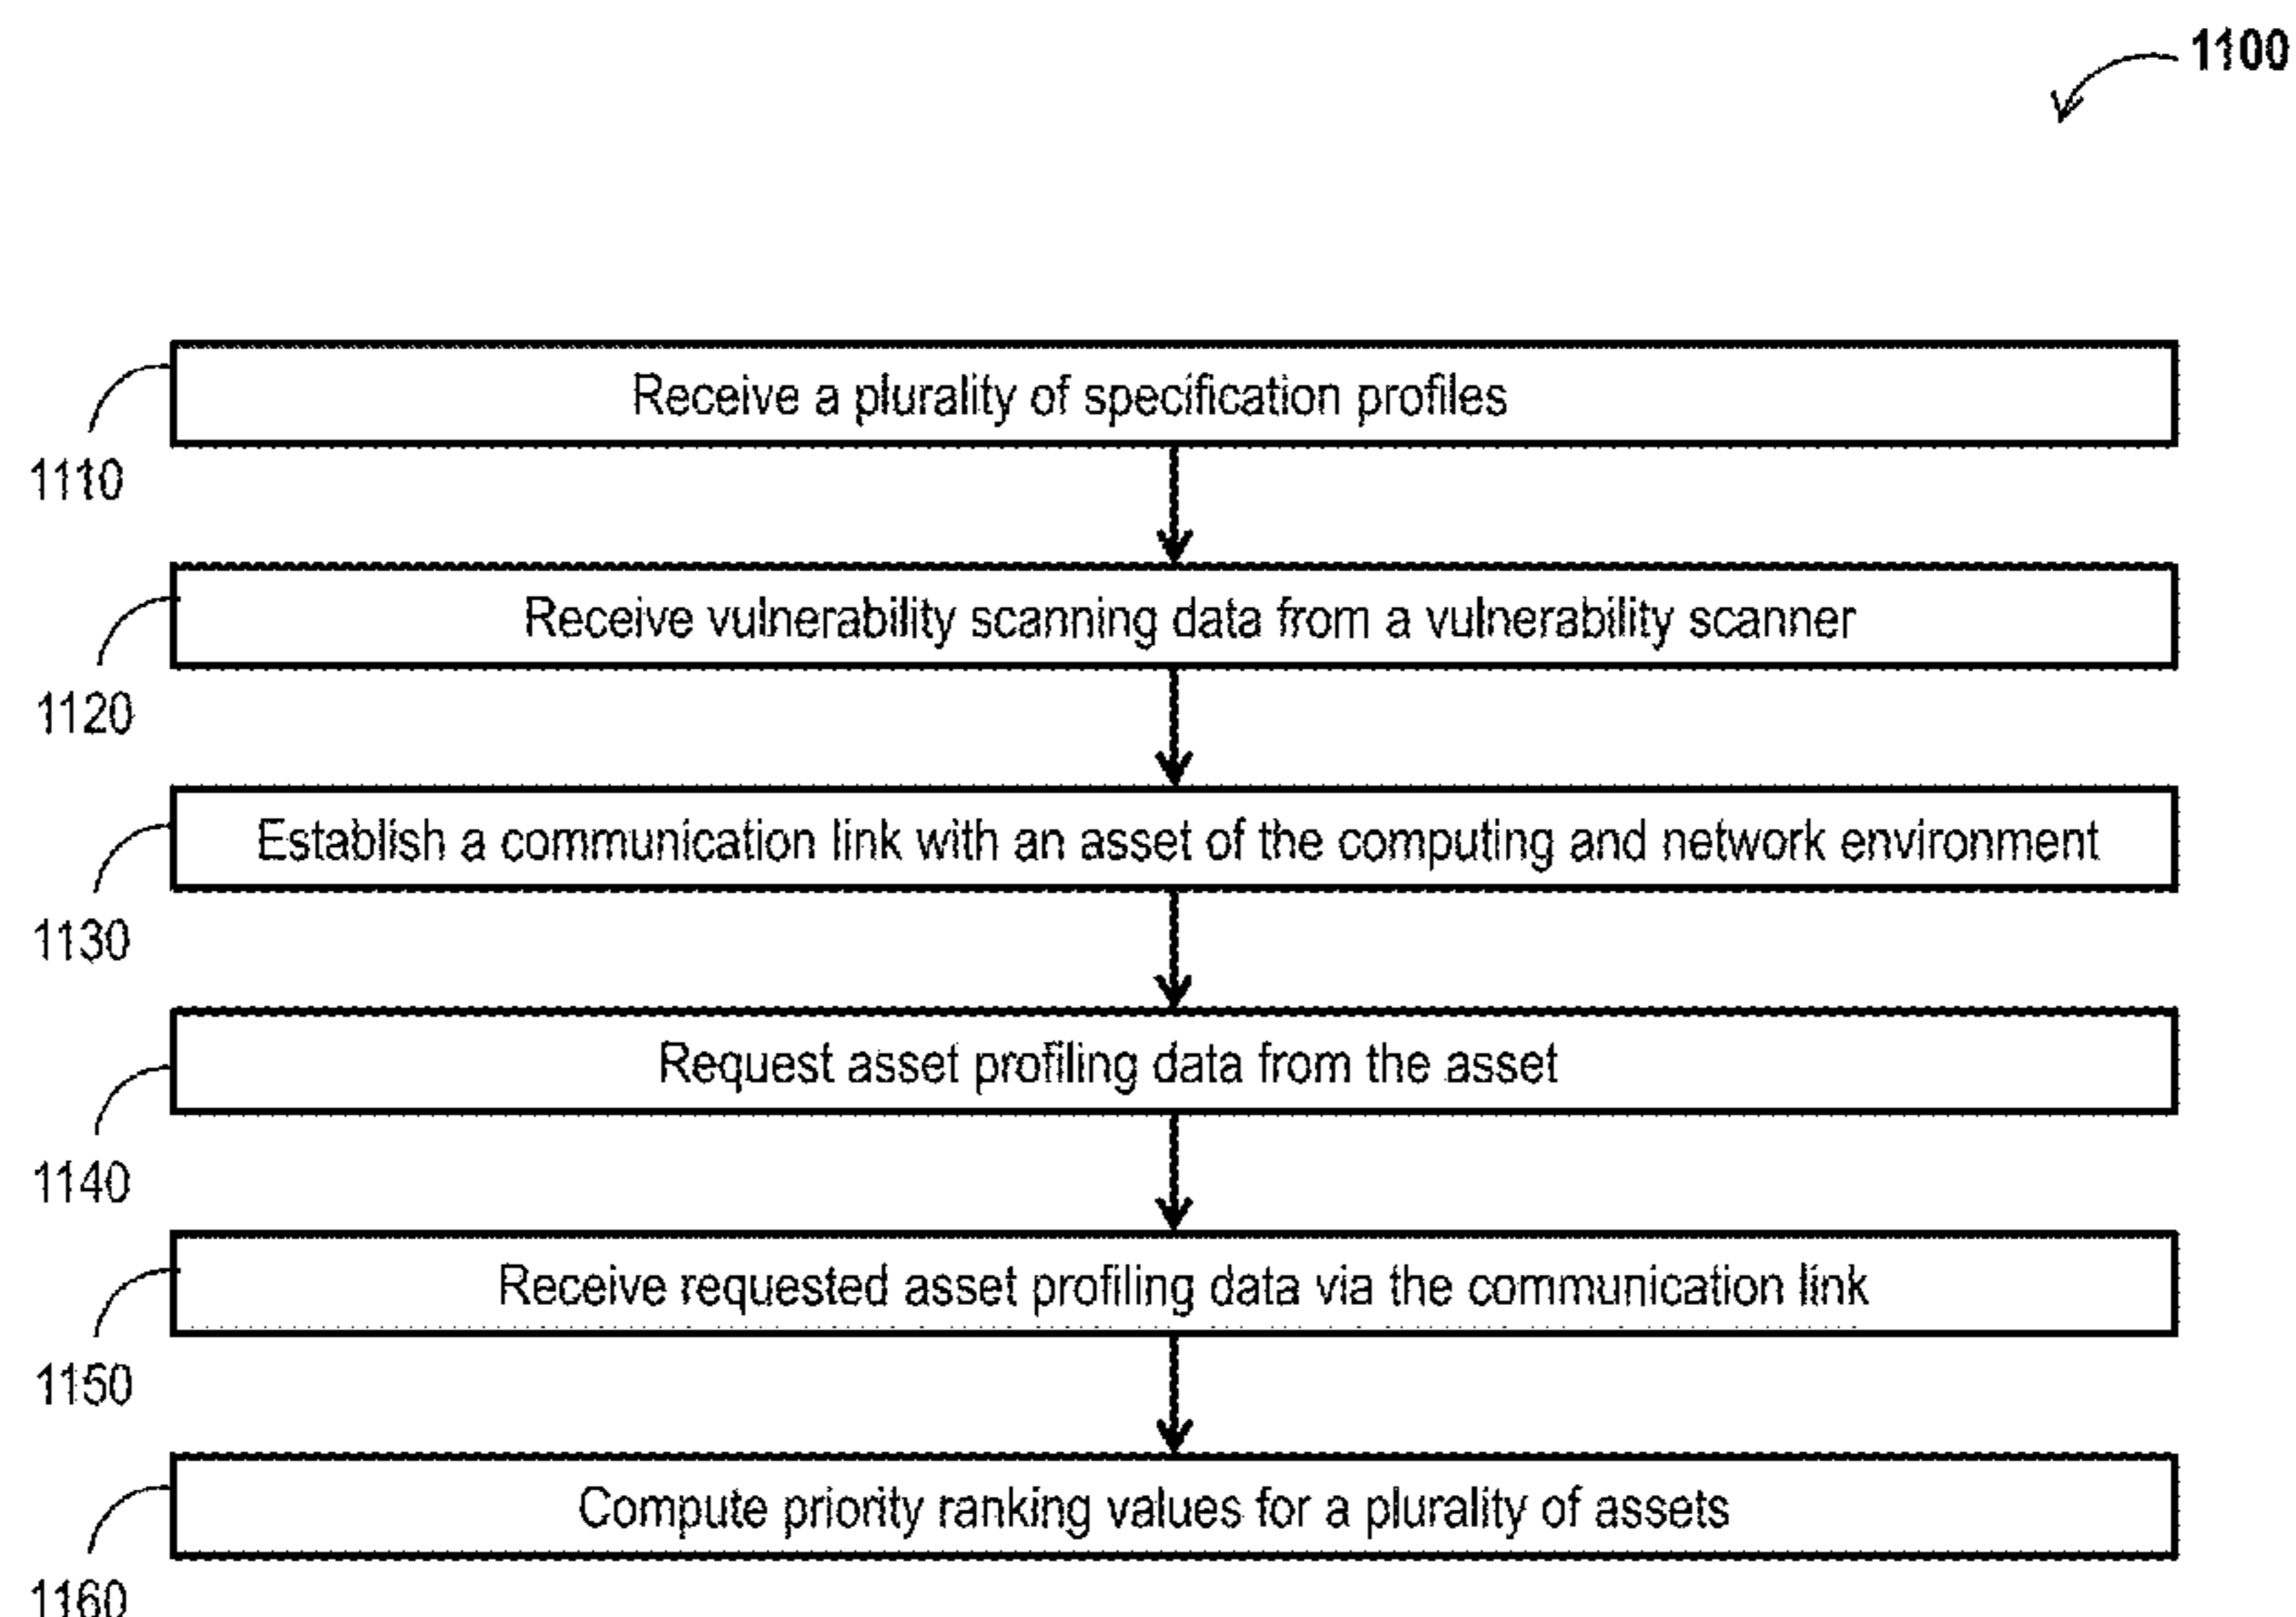 1100
Receive a plurality of specification profiles
1110
Receive vulnerability scanning data from a vulnerability scanner
1120
Establish a communication link with an asset of the computing and network environment
1130
Request asset profiling data from the asset
1140
Receive requested asset profiling data via the communication link
1150
Compute priority ranking values for a plurality of assets
1160